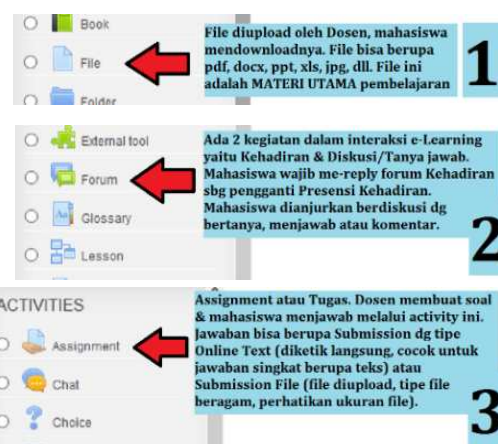 Book
File
Folder
File diupload oleh Dosen, mahasiswa
mendownloadnya. File bisa berupa
pdf, docx, ppt, xls, jpg, dll. File ini
adalah MATERI UTAMA pembelajaran
1
External tool
Forum
Glossary
Lesson
Ada 2 kegiatan dalam interaksi e-Learning
yaitu Kehadiran & Diskusi/Tanya jawab.
Mahasiswa wajib me-reply forum Kehadiran
sbg pengganti Presensi Kehadiran.
Mahasiswa dianjurkan berdiskusi dg
bertanya, menjawab atau komentar.
2
ACTIVITIES
Assignment
Chat
Choice
Assignment atau Tugas. Dosen membuat soal
& mahasiswa menjawab melalui activity ini.
Jawaban bisa berupa Submission dg tipe
Online Text (diketik langsung, cocok untuk
jawaban singkat berupa teks) atau
Submission File (file diupload, tipe file
beragam, perhatikan ukuran file).
3